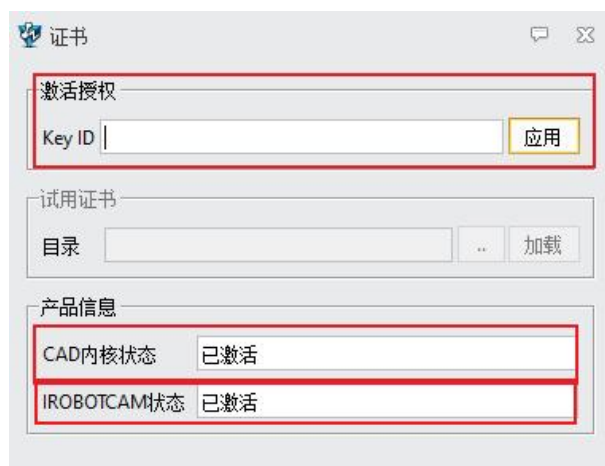 证书
激活授权
Key ID 应用
试用证书
目录 .. 加载
产品信息
CAD内核状态 已激活
IROBOTCAM状态 已激活